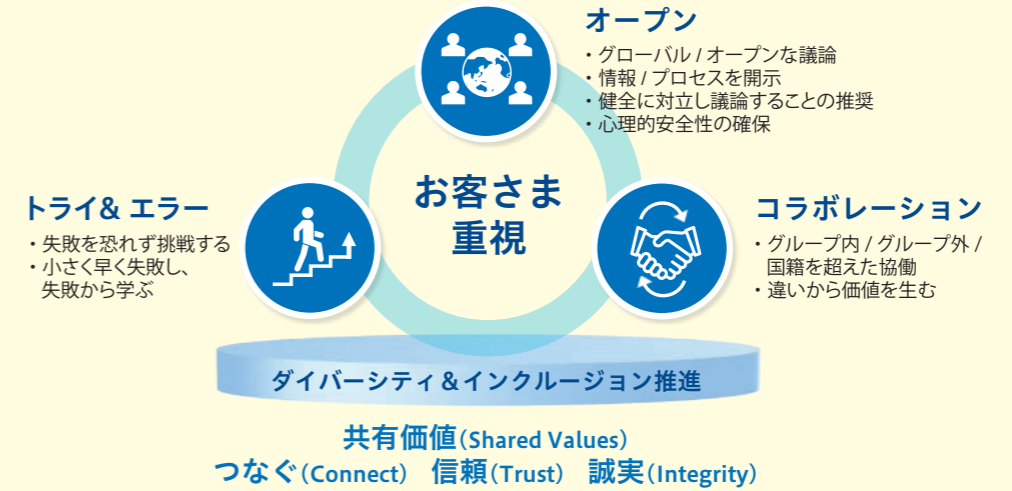 オープン
・グローバル / オープンな議論
・情報 / プロセスを開示
・健全に対立し議論することの推奨
・心理的安全性の確保
お客さま
重視
トライ& エラー
・失敗を恐れず挑戦する
・小さく早く失敗し、
失敗から学ぶ
コラボレーション
・グループ内 / グループ外 /
国籍を超えた協働
・違いから価値を生む
ダイバーシティ&インクルージョン推進
共有価値(Shared Values)
つなぐ(Connect) 信頼(Trust) 誠実(Integrity)